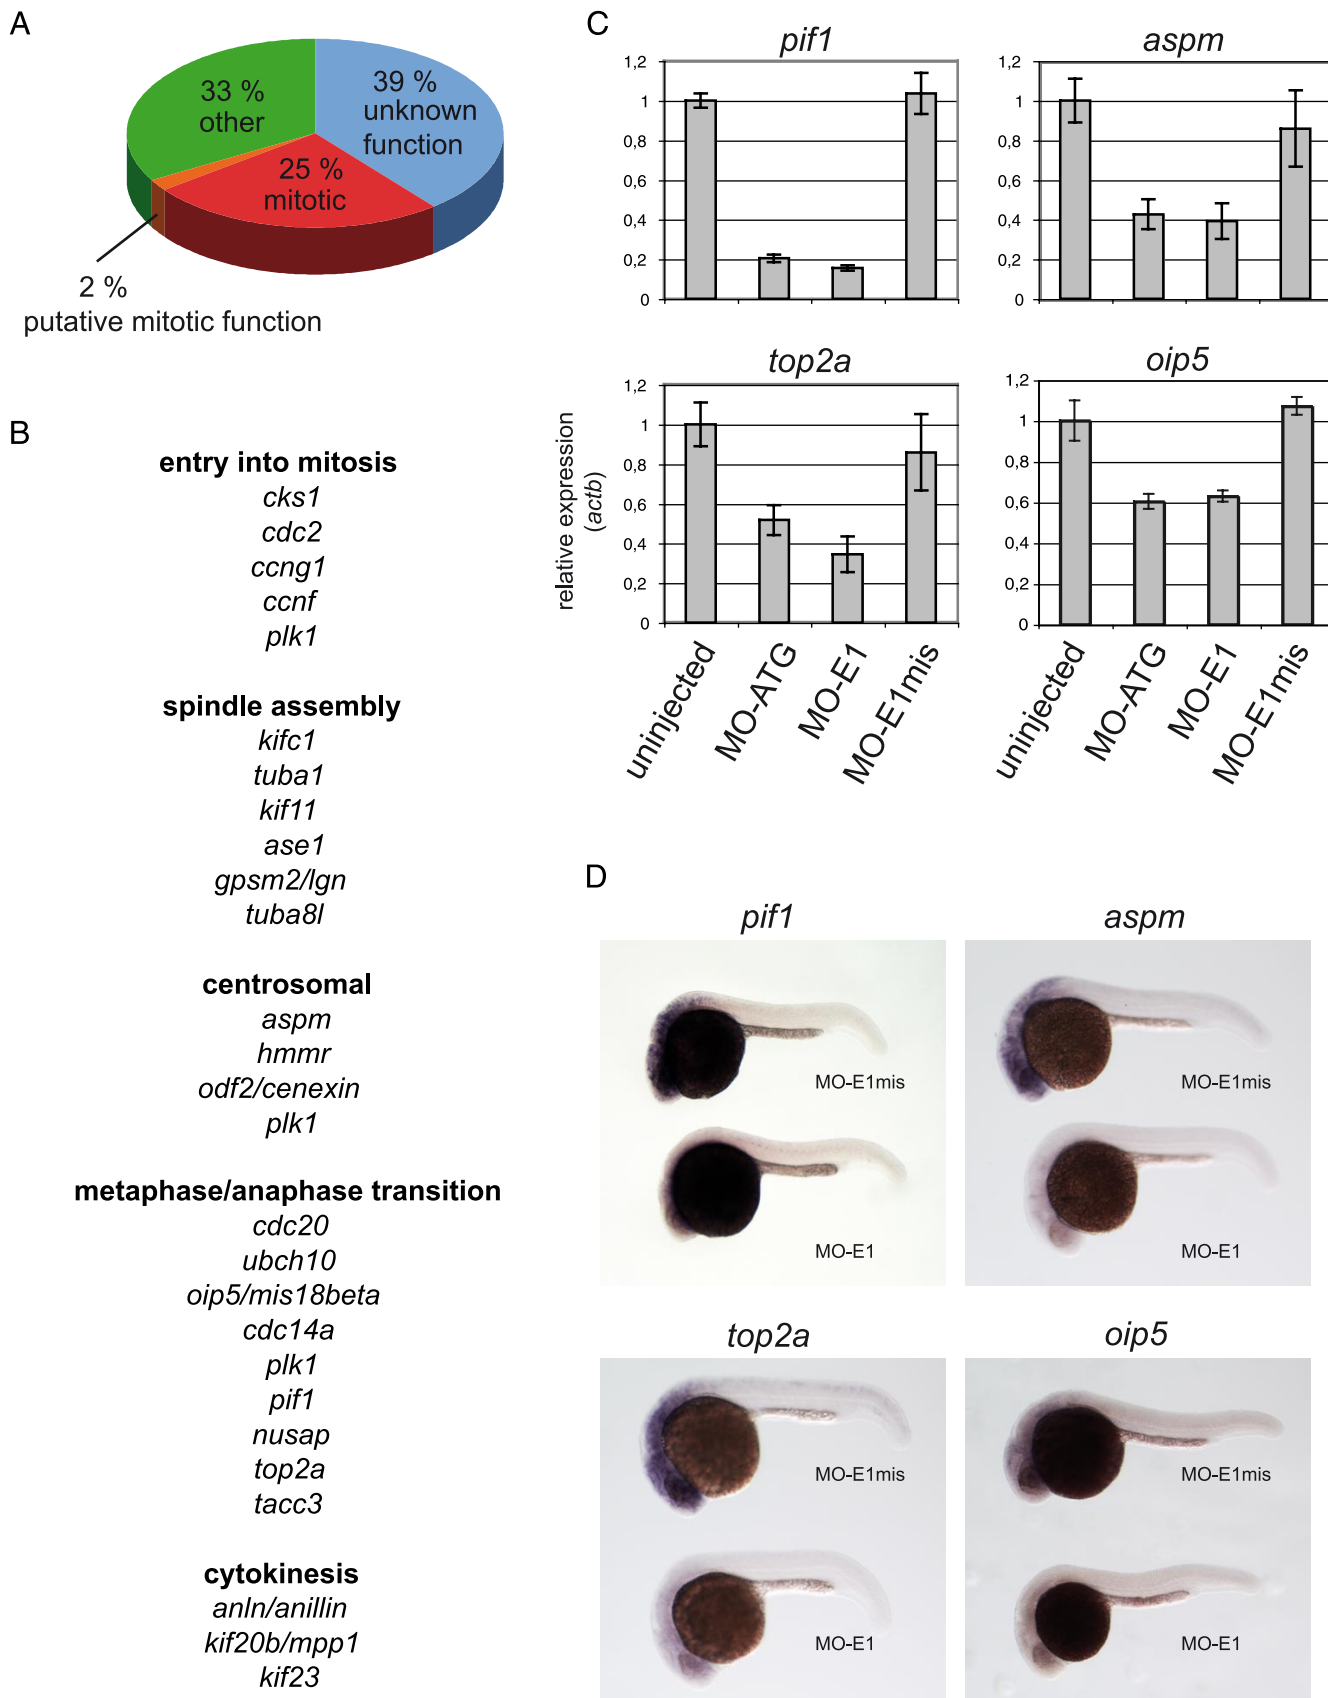 A
33 %
other
39 %
unknown
function
25 %
mitotic
2 %
putative mitotic function
B
entry into mitosis
cks1
cdc2
ccng1
ccnf
plk1
spindle assembly
kifc1
tuba1
kif11
ase1
gpsm2/lgn
tuba8l
centrosomal
aspm
hmmr
odf2/cenexin
plk1
metaphase/anaphase transition
cdc20
ubch10
oip5/mis18beta
cdc14a
plk1
pif1
nusap
top2a
tacc3
cytokinesis
anln/anillin
kif20b/mpp1
kif23
C
pif1
1,2
1
0,8
0,6
0,4
0,2
0
aspm
1,2
1
0,8
0,6
0,4
0,2
0
top2a
1,2
1
0,8
0,6
0,4
0,2
0
oip5
1,2
1
0,8
0,6
0,4
0,2
0
relative expression
(actb)
uninjected
MO-ATG
MO-E1
MO-E1mis
uninjected
MO-ATG
MO-E1
MO-E1mis
D
pif1
MO-E1mis
MO-E1
aspm
MO-E1mis
MO-E1
top2a
MO-E1mis
MO-E1
oip5
MO-E1mis
MO-E1